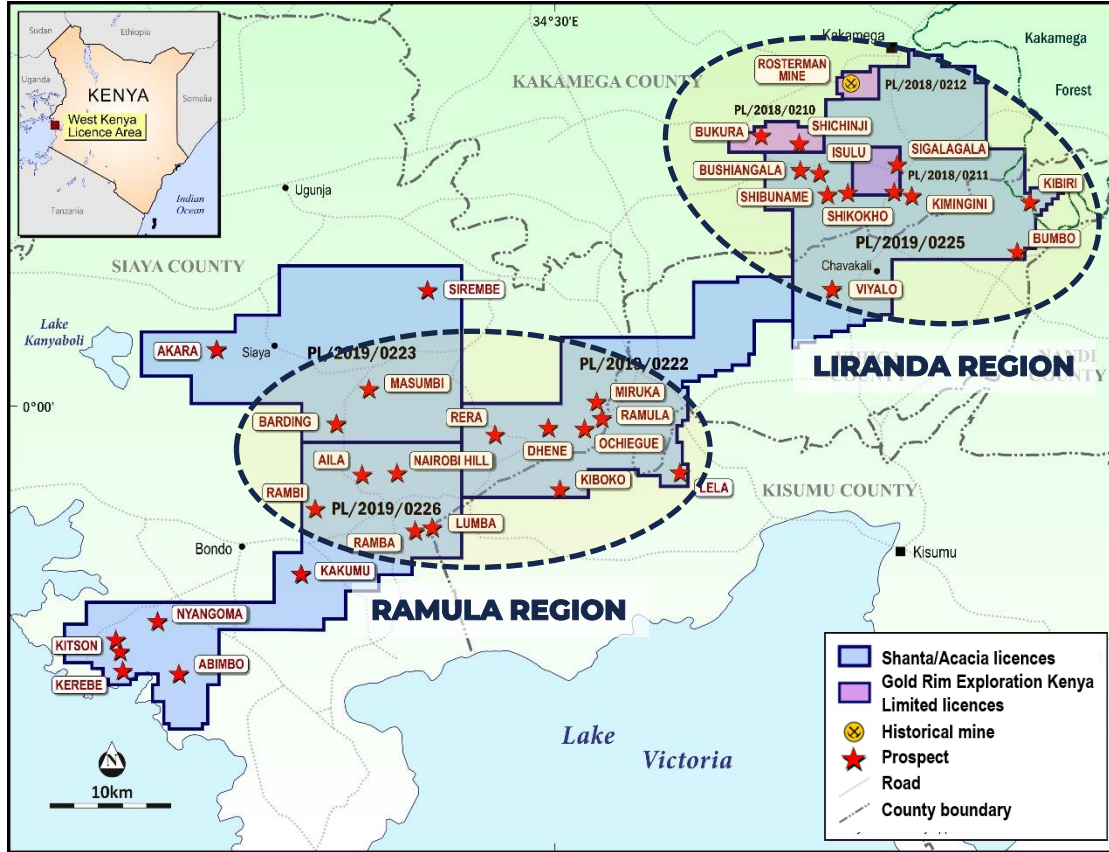 Sudan
Ethiopia
Uganda
KENYA
Somalia
West Kenya
Licence Area
Tanzania
Indian
Ocean
34°30'E
Kakamega
Kakamega
Forest
KAKAMEGA COUNTY
ROSTERMAN
MINE
PL/2018/0212
PL/2018/0210
BUKURA
SHICHINJI
SIGALAGALA
ISULU
BUSHIANGALA
PL/2018/0211
KIBIRI
SHIBUNAME
KIMINGINI
SHIKOKHO
PL/2019/0225
BUMBO
Chavakali
VIYALO
Ugunja
SIAYA COUNTY
SIREMBE
Lake
Kanyaboli
AKARA
Siaya
PL/2019/0223
PL/2019/0222
LIRANDA REGION
NANDI
COUNTY
MASUMBI
MIRUKA
0°00'
RERA
RAMULA
BARDING
DHENE
OCHIEGUE
AILA
NAIROBI HILL
KIBOKO
LELA
KISUMU COUNTY
RAMBI
PL/2019/0226
LUMBA
RAMBA
Bondo
Kisumu
KAKUMU
RAMULA REGION
NYANGOMA
KITSON
ABIMBO
KEREBE
Lake
Victoria
N
10km
Shanta/Acacia licences
Gold Rim Exploration Kenya
Limited licences
Historical mine
Prospect
Road
County boundary